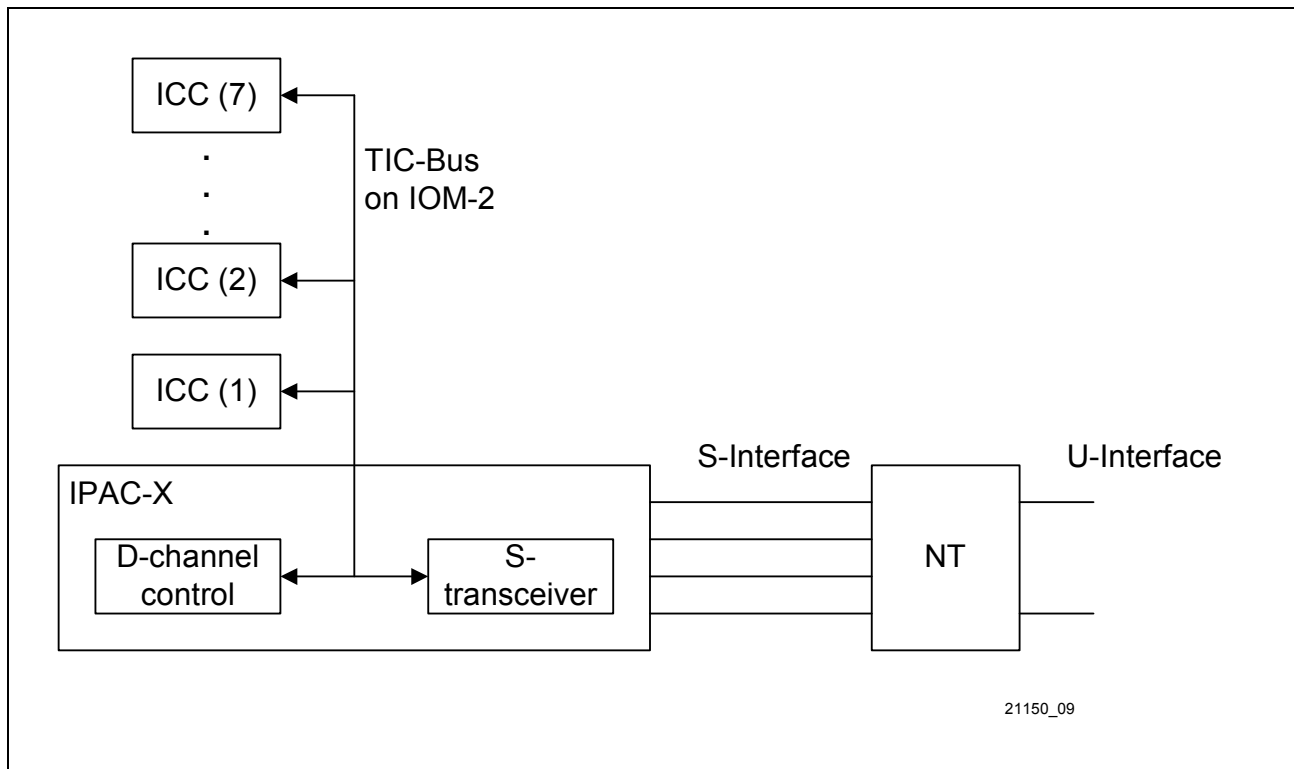 ICC (7)
.
.
.
TIC-Bus
on IOM-2
ICC (2)
ICC (1)
S-Interface
U-Interface
IPAC-X
D-channel
control
S-
transceiver
NT
21150_09